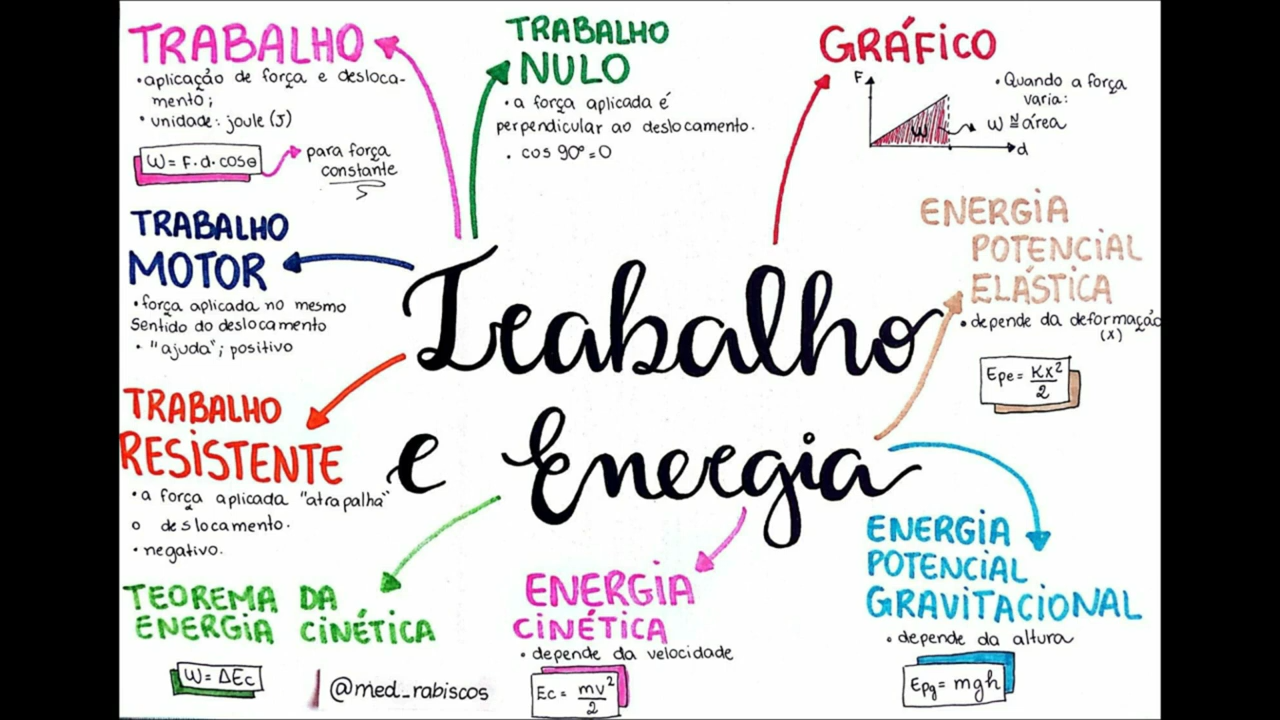 TRABALHO
•aplicação de força e desloca-
mento;
• unidade: joule (J)
W = F. d. cosθ
para força
constante
TRABALHO
NULO
• a força aplicada é
perpendicular ao deslocamento.
• cos 90° = 0
GRÁFICO
F
W
d
• Quando a força
varia:
W ≝ área
TRABALHO
MOTOR
•força aplicada no mesmo
Sentido do deslocamento
• "ajuda"; positivo
Trabalho
e Energia
ENERGIA
POTENCIAL
ELÁSTICA
• depende da deformação
(x)
Epe = Kx²/2
TRABALHO
RESISTENTE
• a força aplicada "atrapalha"
o deslocamento.
• negativo.
TEOREMA DA
ENERGIA CINÉTICA
W = ΔEc
@med_rabiscos
ENERGIA
CINÉTICA
• depende da velocidade
Ec = mv²/2
ENERGIA
POTENCIAL
GRAVITACIONAL
• depende da altura
Epg = mgh